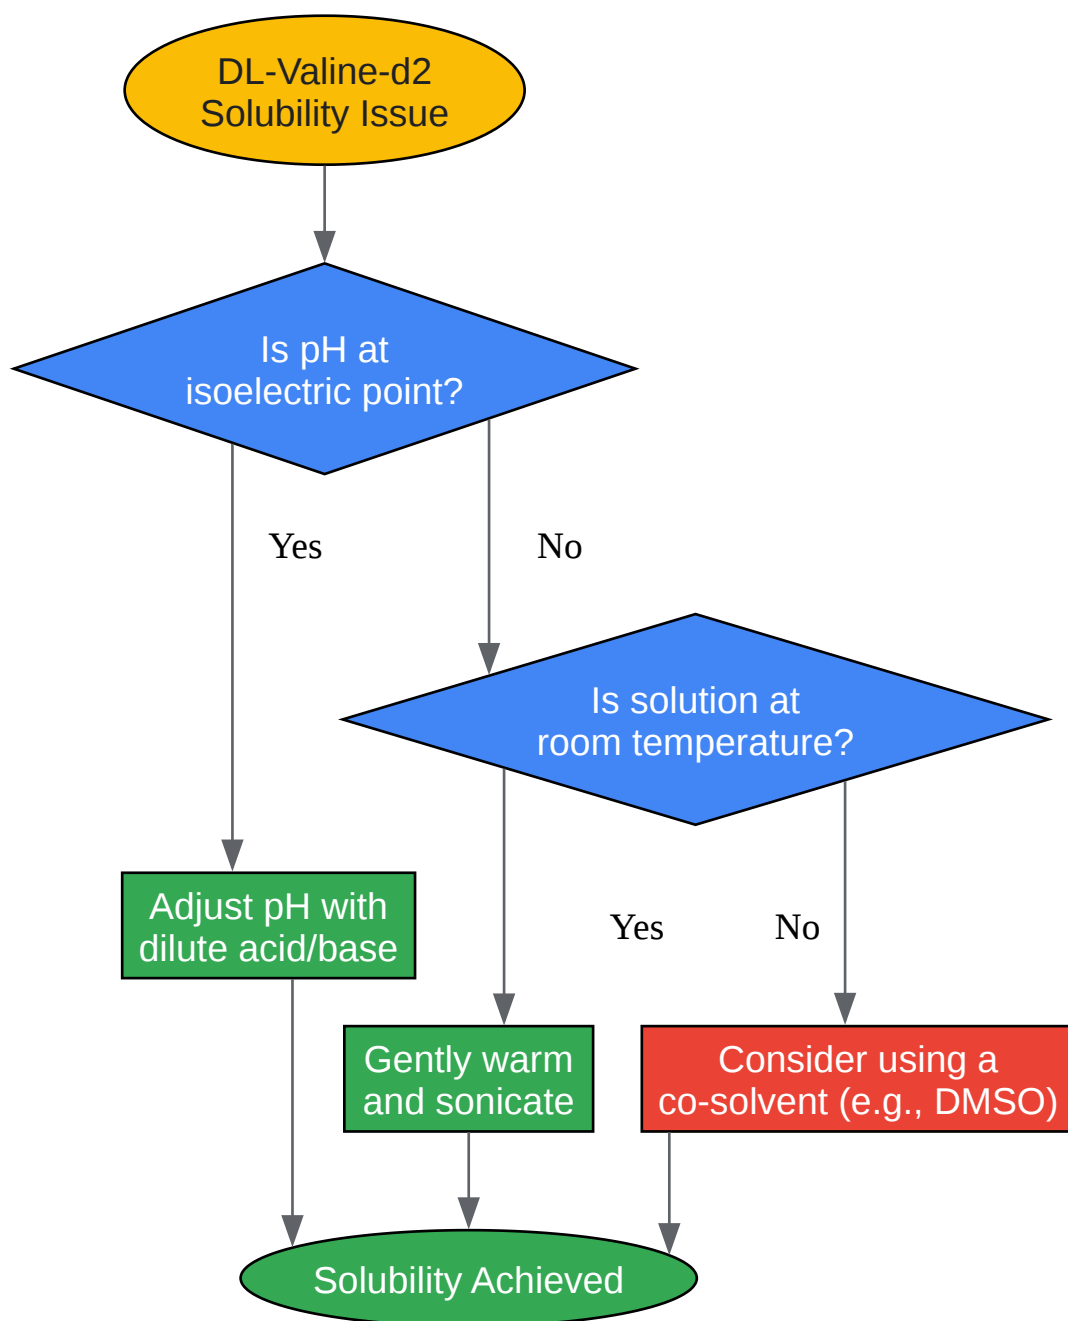 DL-Valine-d2
Solubility Issue
Is pH at
isoelectric point?
Yes
No
Is solution at
room temperature?
Adjust pH with
dilute acid/base
Yes
No
Gently warm
and sonicate
Consider using a
co-solvent (e.g., DMSO)
Solubility Achieved